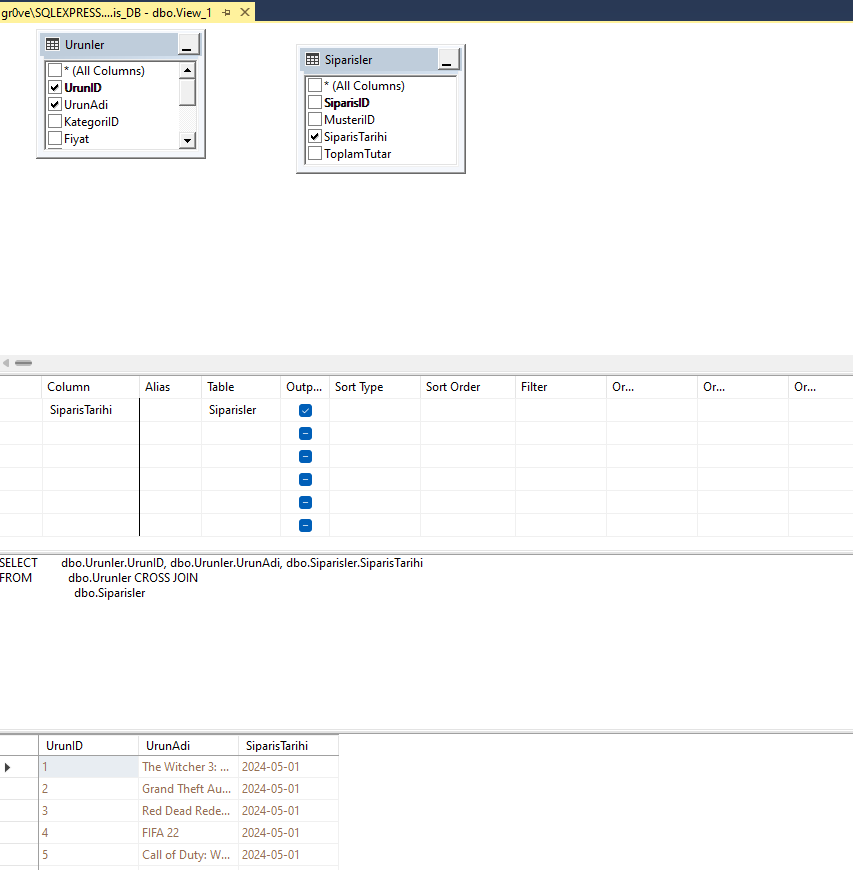 gr0ve\SQLEXPRESS....is_DB - dbo.View_1
Urunler
* (All Columns)
UrunID
UrunAdi
KategoriID
Fiyat
Siparisler
* (All Columns)
SiparisID
MusteriID
SiparisTarihi
ToplamTutar
Column Alias Table Outp... Sort Type Sort Order Filter Or... Or... Or...
SiparisTarihi Siparisler
SELECT dbo.Urunler.UrunID, dbo.Urunler.UrunAdi, dbo.Siparisler.SiparisTarihi
FROM dbo.Urunler CROSS JOIN
dbo.Siparisler
UrunID UrunAdi SiparisTarihi
1 The Witcher 3: ... 2024-05-01
2 Grand Theft Au... 2024-05-01
3 Red Dead Rede... 2024-05-01
4 FIFA 22 2024-05-01
5 Call of Duty: W... 2024-05-01